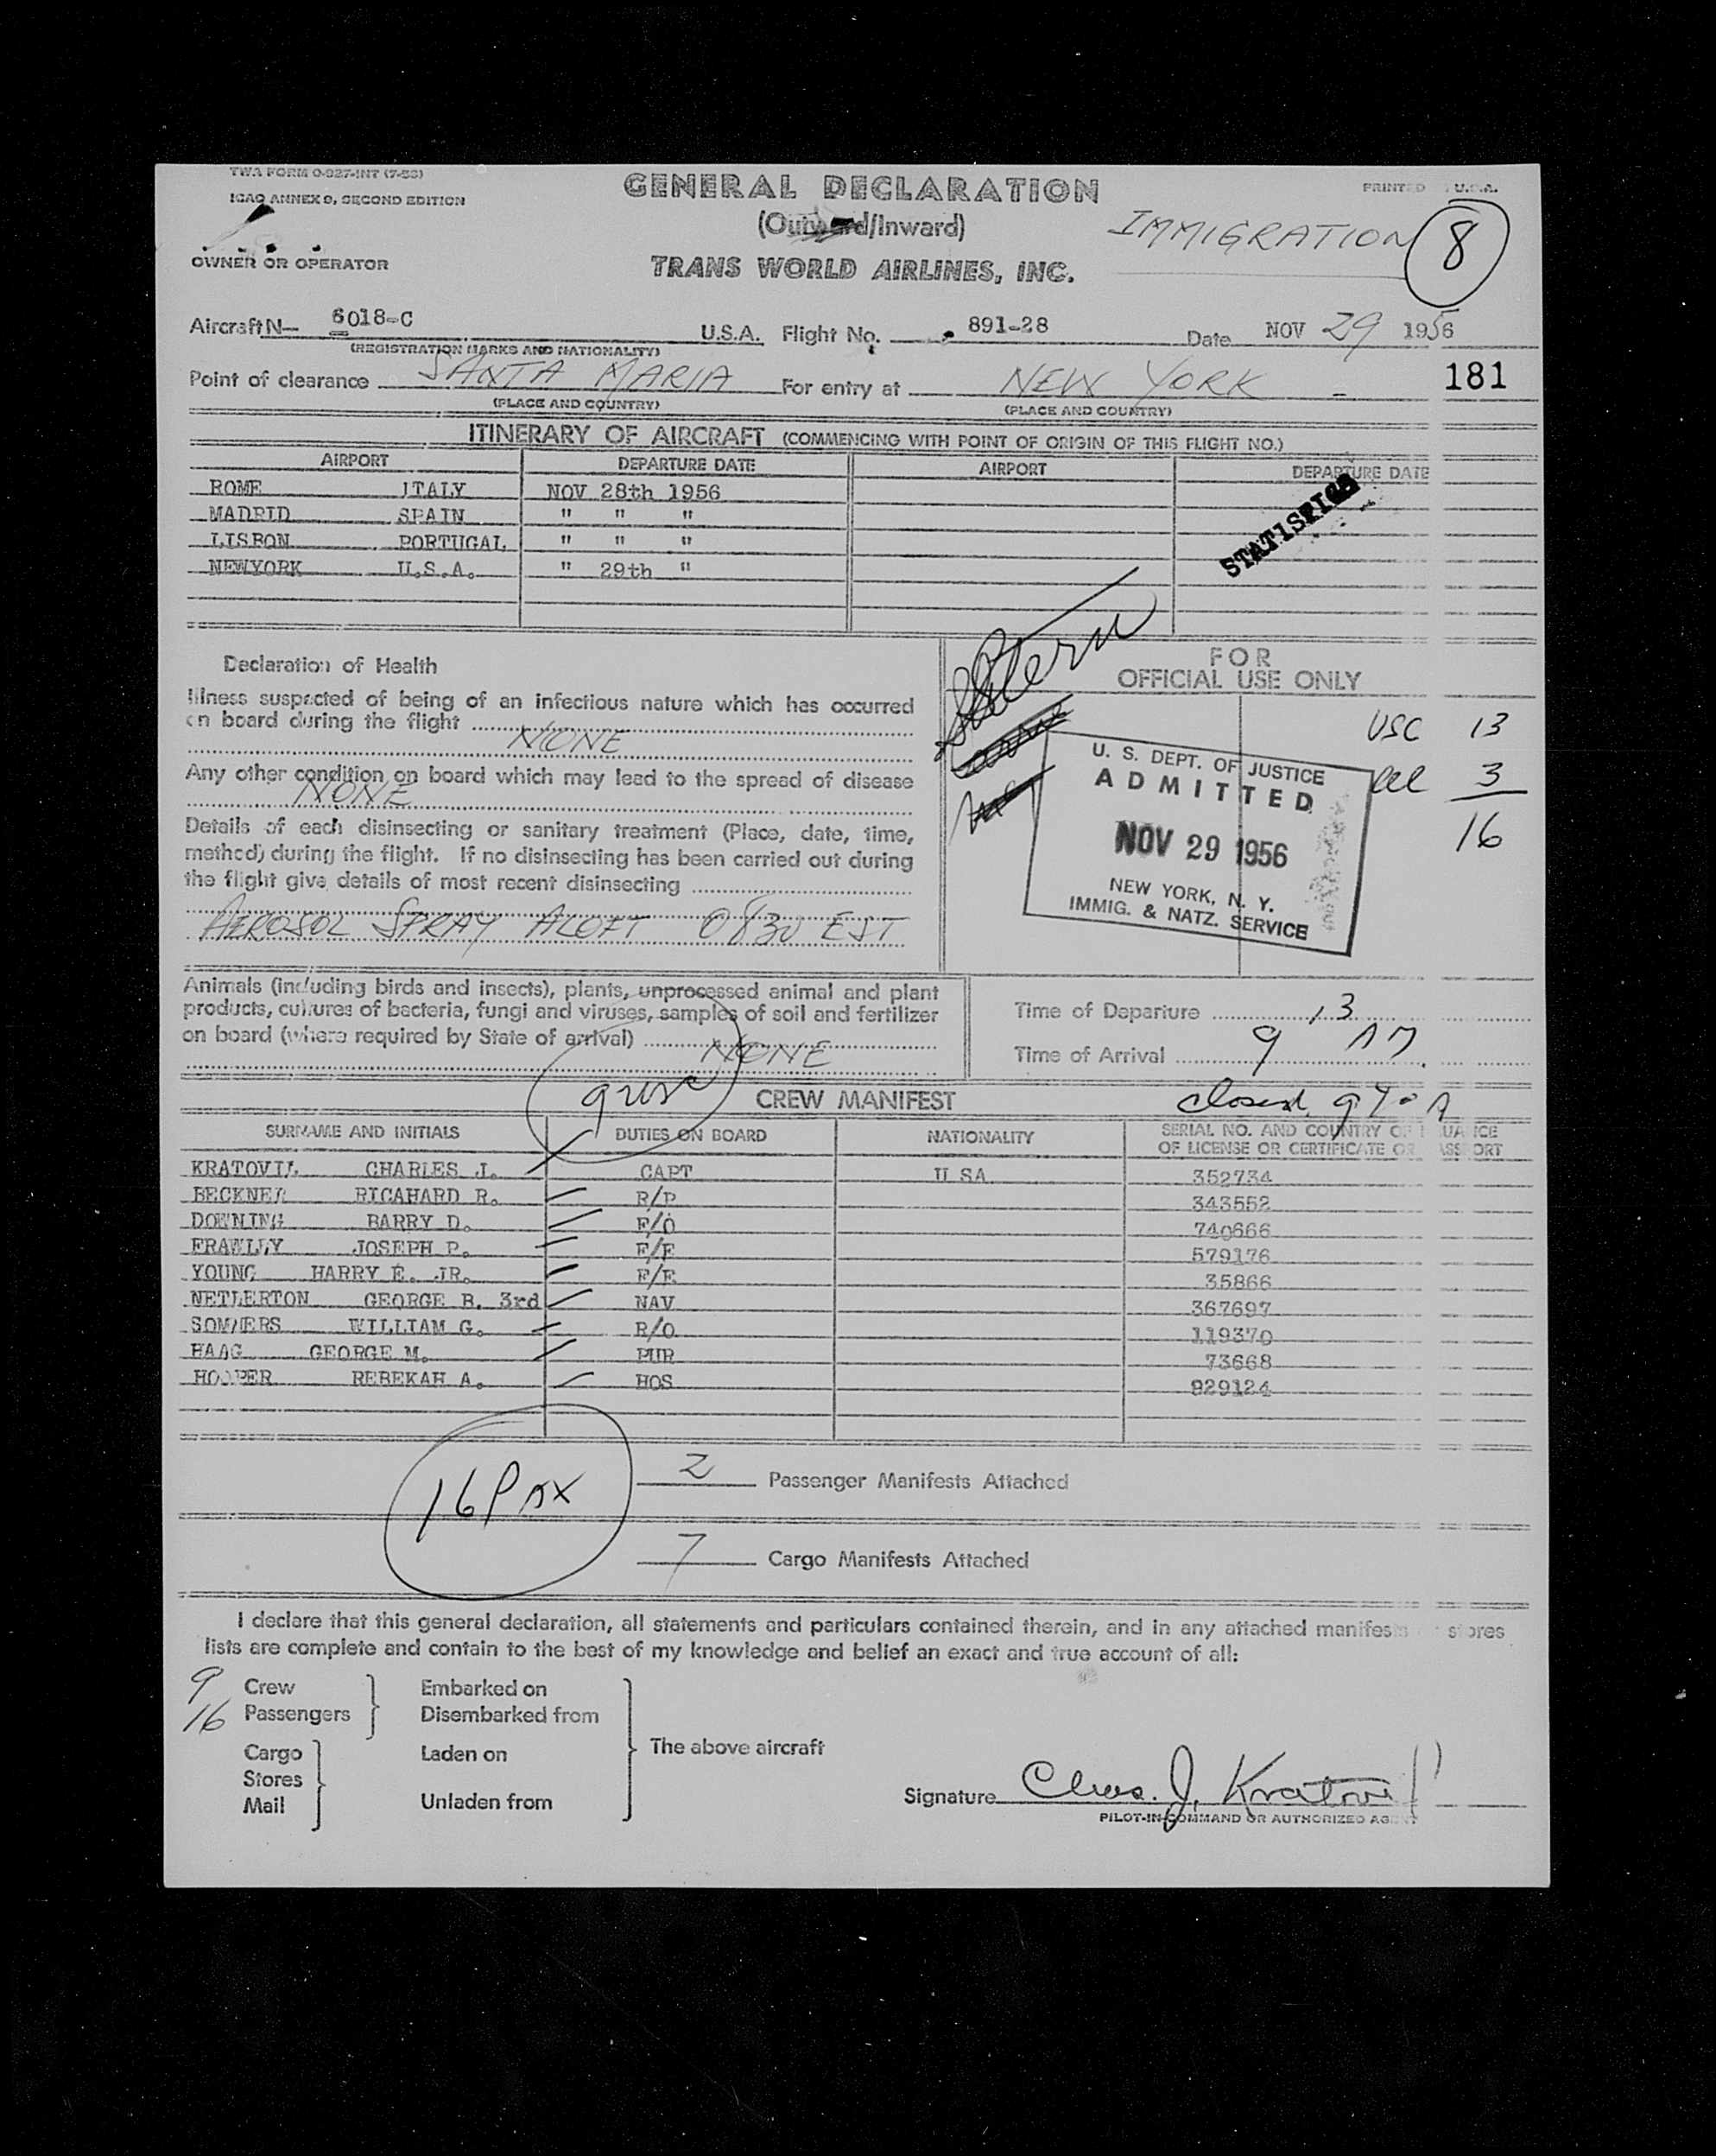 TWA FORM O-927-INT (7-53)
ICAO ANNEX 9, SECOND EDITION
GENERAL DECLARATION
PRINTED U.S.A.
(Outward/Inward)
IMMIGRATION 8
OWNER OR OPERATOR
TRANS WORLD AIRLINES, INC.
Aircraft N— 6018-C U.S.A. Flight No. 891-28 Date NOV 29 1956
(REGISTRATION MARKS AND NATIONALITY)
Point of clearance SANTA MARIA For entry at NEW YORK 181
(PLACE AND COUNTRY) (PLACE AND COUNTRY)
ITINERARY OF AIRCRAFT (COMMENCING WITH POINT OF ORIGIN OF THIS FLIGHT NO.)
AIRPORT DEPARTURE DATE AIRPORT DEPARTURE DATE
ROME ITALY NOV 28th 1956
MADRID SPAIN " " "
LISBON PORTUGAL " " "
NEWYORK U.S.A. " 29th "
STATISTICS
Declaration of Health
Illness suspected of being of an infectious nature which has occurred
on board during the flight
NONE
Any other condition on board which may lead to the spread of disease
NONE
Details of each disinsecting or sanitary treatment (Place, date, time,
method) during the flight. If no disinsecting has been carried out during
the flight give details of most recent disinsecting
AEROSOL SPRAY ALOFT 0830 EST
Stern
FOR
OFFICIAL USE ONLY
USC 13
3
16
U. S. DEPT. OF JUSTICE
ADMITTED
NOV 29 1956
NEW YORK, N. Y.
IMMIG. & NATZ. SERVICE
Animals (including birds and insects), plants, unprocessed animal and plant
products, cultures of bacteria, fungi and viruses, samples of soil and fertilizer
on board (where required by State of arrival)
NONE
Time of Departure 13
Time of Arrival 9 AM
9 usc
CREW MANIFEST
closed
SURNAME AND INITIALS DUTIES ON BOARD NATIONALITY SERIAL NO. AND COUNTRY OF ISSUANCE
OF LICENSE OR CERTIFICATE OR PASSPORT
KRATOVIL CHARLES J. CAPT U SA 352734
BECKNER RICAHARD R. R/P 343552
DOWNING BARRY D. F/O 740666
FRAWLEY JOSEPH P. F/E 579176
YOUNG HARRY E. JR. F/E 35866
NETLERTON GEORGE B. 3rd NAV 367697
SOMMERS WILLIAM G. R/O 119370
HAAG GEORGE M. PUR 73668
HOOPER REBEKAH A. HOS 929124
16 PAX
2 Passenger Manifests Attached
7 Cargo Manifests Attached
I declare that this general declaration, all statements and particulars contained therein, and in any attached manifests or stores
lists are complete and contain to the best of my knowledge and belief an exact and true account of all:
9 Crew Embarked on
16 Passengers Disembarked from
The above aircraft
Cargo Laden on
Stores
Mail Unladen from
Signature Chas. J. Kratovil
PILOT-IN-COMMAND OR AUTHORIZED AGENT